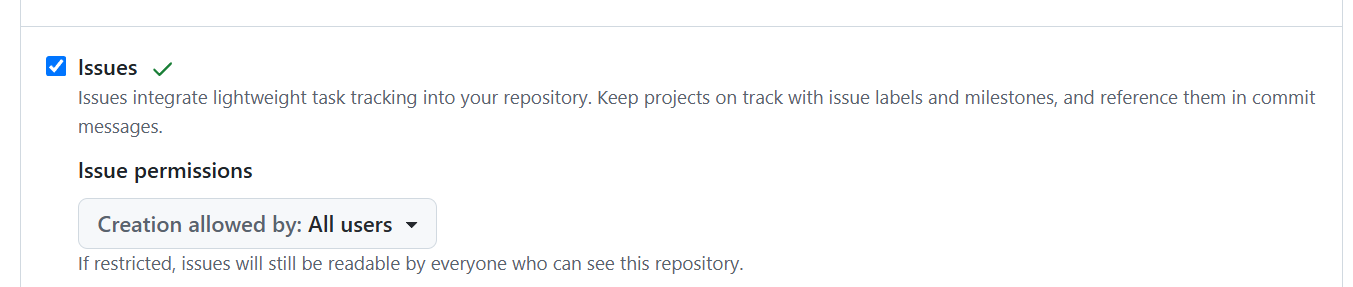 Issues
Issues integrate lightweight task tracking into your repository. Keep projects on track with issue labels and milestones, and reference them in commit
messages.
Issue permissions
Creation allowed by: All users
If restricted, issues will still be readable by everyone who can see this repository.